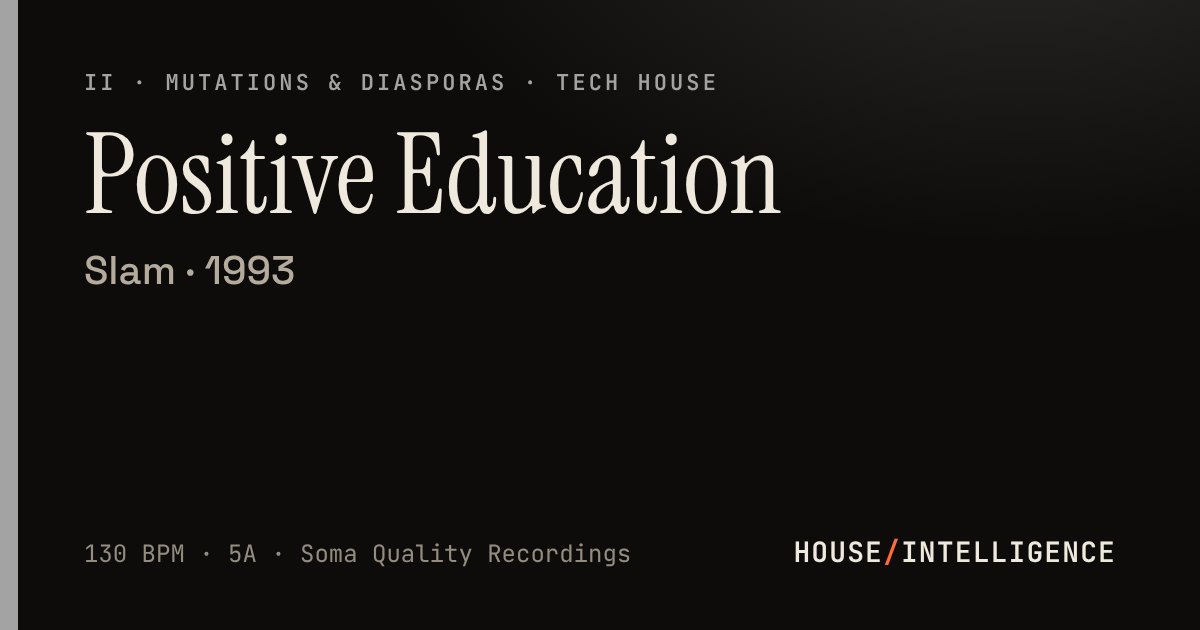 II · MUTATIONS & DIASPORAS · TECH HOUSE
Positive Education
Slam · 1993
130 BPM · 5A · Soma Quality Recordings
HOUSE/INTELLIGENCE